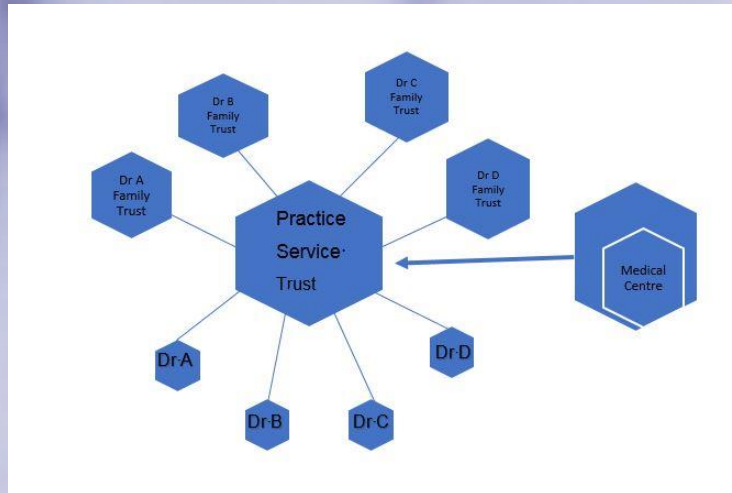 Dr B
Family
Trust
Dr C
Family
Trust
Dr A
Family
Trust
Dr D
Family
Trust
Practice
Service·
Trust
Medical
Centre
Dr·A
Dr·D
Dr·B
Dr·C